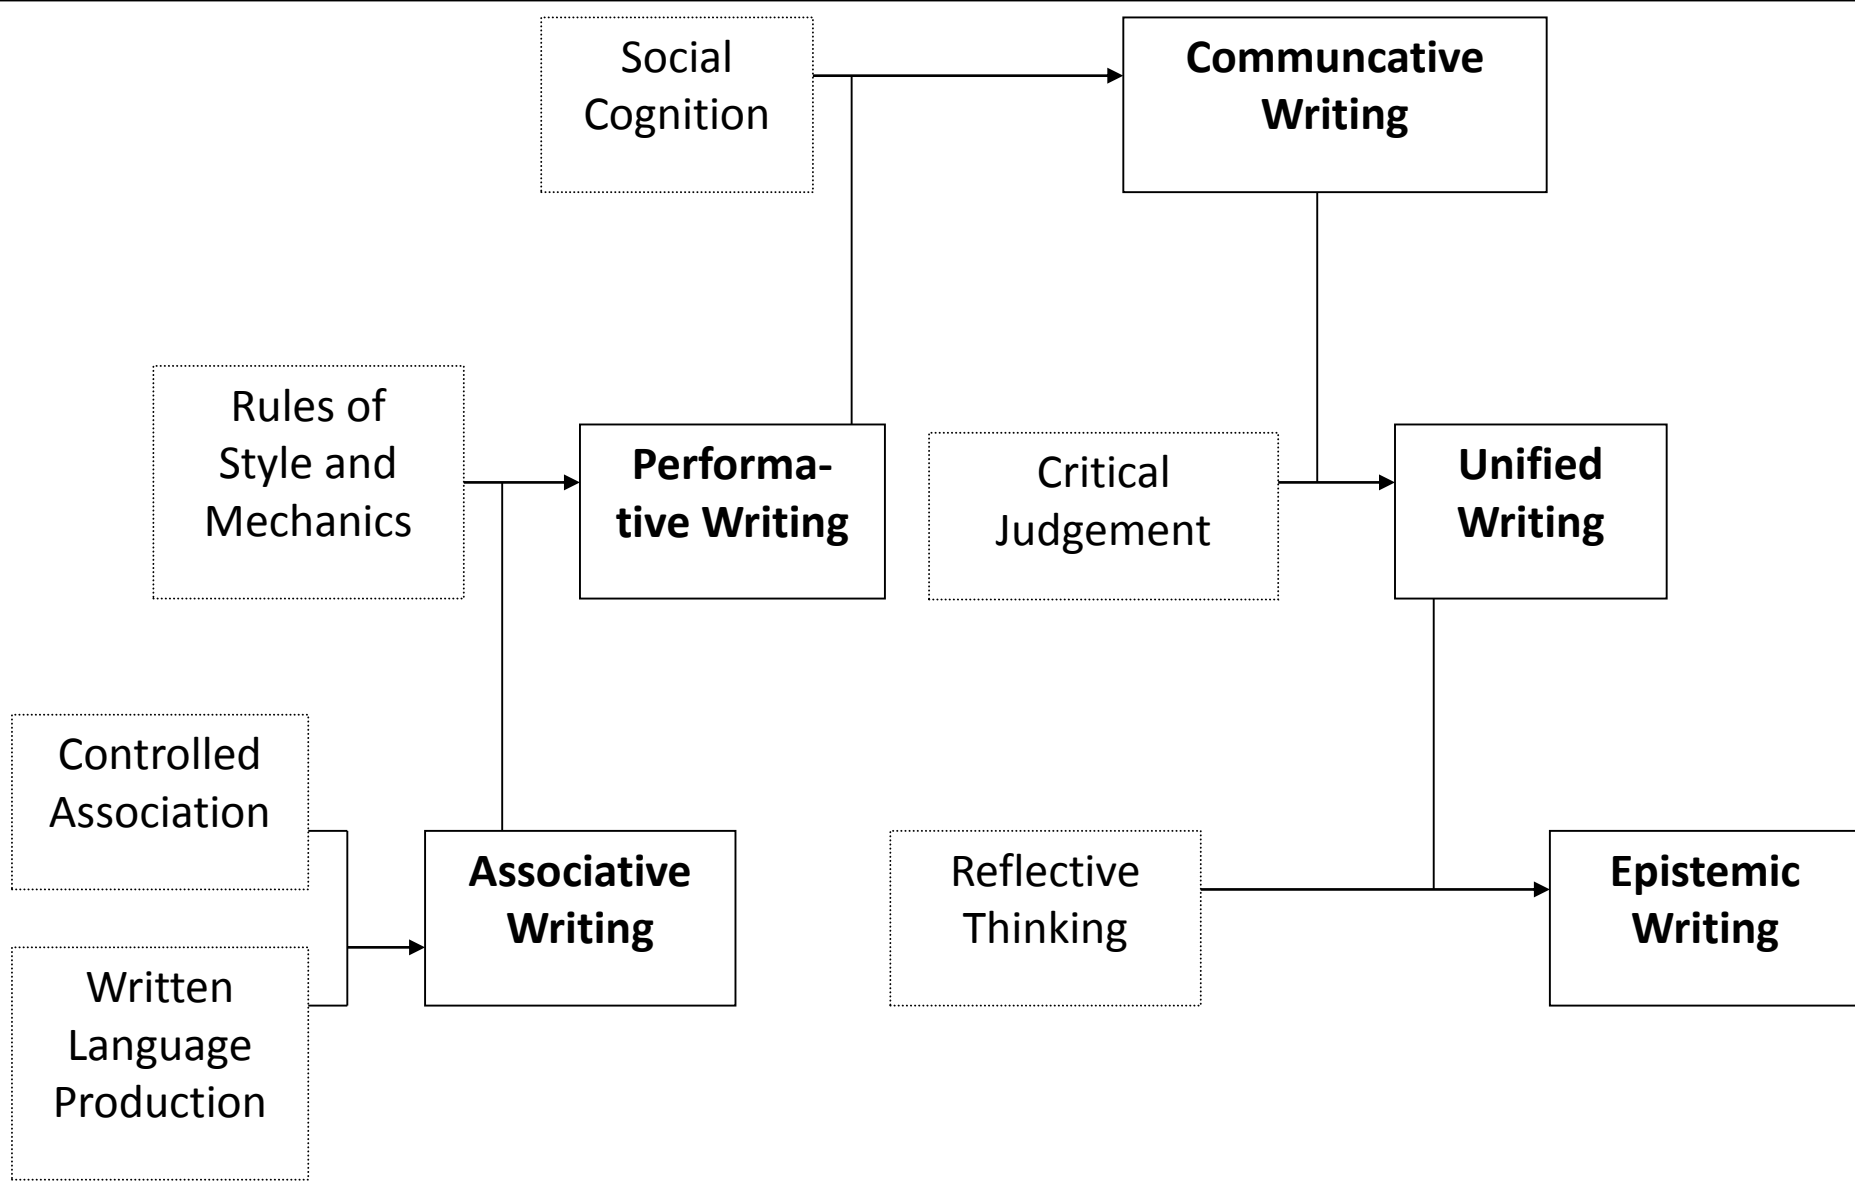 Social
Cognition
Communcative
Writing
Rules of
Style and
Mechanics
Performa-
tive Writing
Critical
Judgement
Unified
Writing
Controlled
Association
Associative
Writing
Written
Language
Production
Reflective
Thinking
Epistemic
Writing